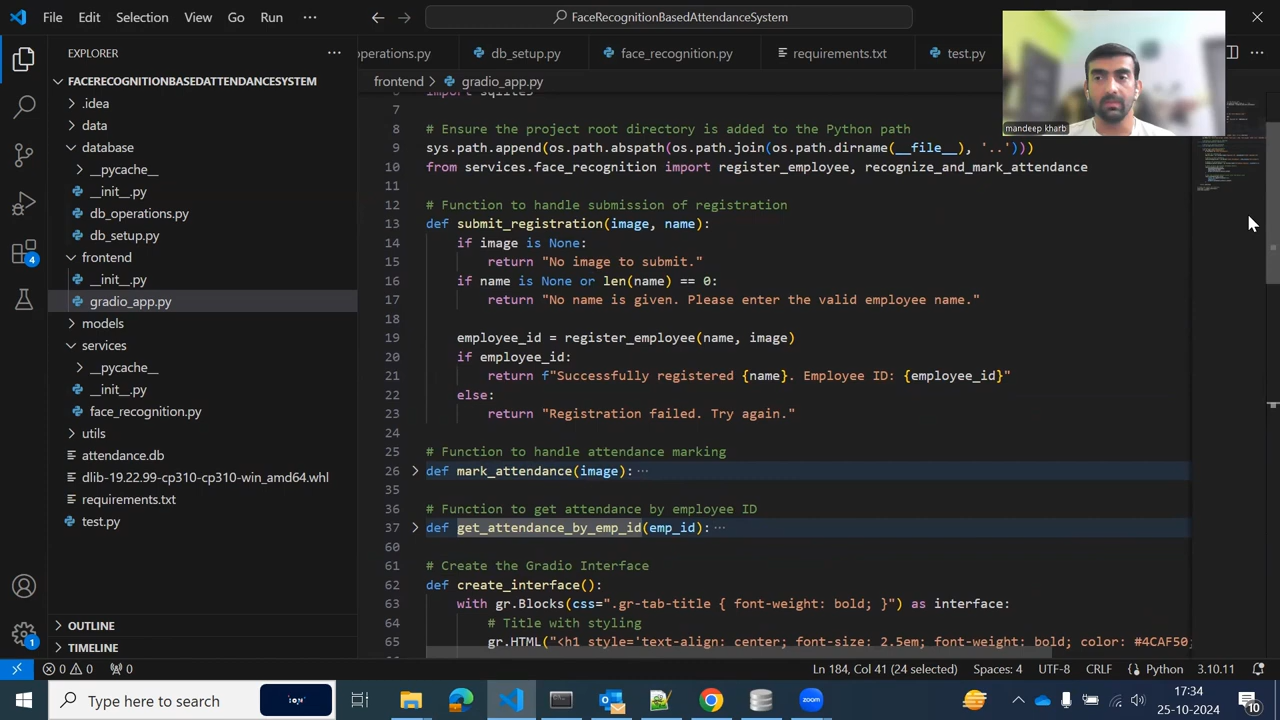 File Edit Selection View Go Run ···
FaceRecognitionBasedAttendanceSystem
EXPLORER
FACERECOGNITIONBASEDATTENDANCESYSTEM
.idea
data
database
__pycache__
__init__.py
db_operations.py
db_setup.py
frontend
__init__.py
gradio_app.py
models
services
__pycache__
__init__.py
face_recognition.py
utils
attendance.db
dlib-19.22.99-cp310-cp310-win_amd64.whl
requirements.txt
test.py
OUTLINE
TIMELINE
4
1
operations.py db_setup.py face_recognition.py requirements.txt test.py
frontend > gradio_app.py
mandeep kharb
7
8 # Ensure the project root directory is added to the Python path
(os.path.abspath(os.path.join(os.path.dirname(__file__, '..')))
import register_employee, recognize_and_mark_attendance
11
12 # Function to handle submission of registration
13 def submit_registration(image, name):
14 if image is None:
15 return "No image to submit."
16 if name is None or len(name) == 0:
17 return "No name is given. Please enter the valid employee name."
18
19 employee_id = register_employee(name, image)
20 if employee_id:
21 return f"Successfully registered {name}. Employee ID: {employee_id}"
22 else:
23 return "Registration failed. Try again."
24
25 # Function to handle attendance marking
26 def mark_attendance(image): ···
35
36 # Function to get attendance by employee ID
37 def get_attendance_by_emp_id(emp_id): ···
60
61 # Create the Gradio Interface
62 def create_interface():
63 with gr.Blocks(css=".gr-tab-title { font-weight: bold; }") as interface:
64 # Title with styling
65 gr.HTML("<h1 style='text-align: center; font-size: 2.5em; font-weight: bold; color: #4CAF50;
0 0 0 Ln 184, Col 41 (24 selected) Spaces: 4 UTF-8 CRLF Python 3.10.11
Type here to search
17:34
25-10-2024
10